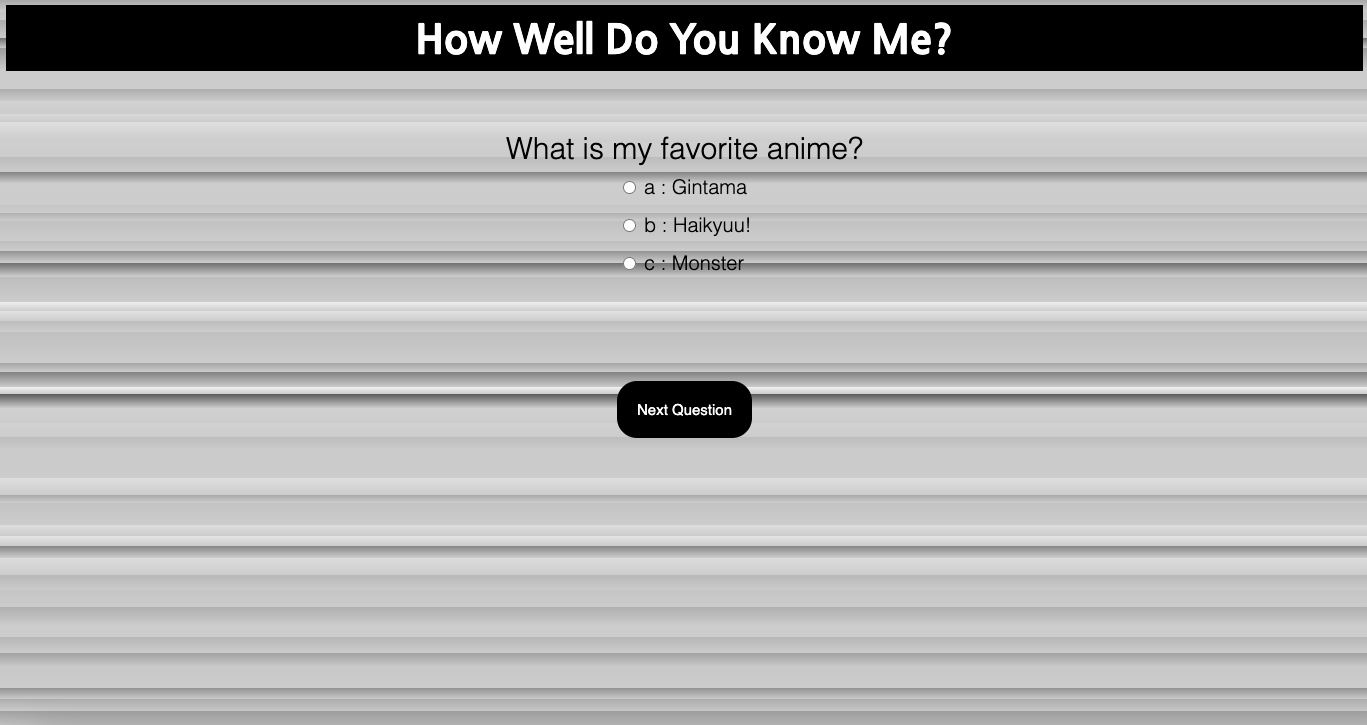 How Well Do You Know Me?
What is my favorite anime?
a : Gintama
b : Haikyuu!
c : Monster
Next Question